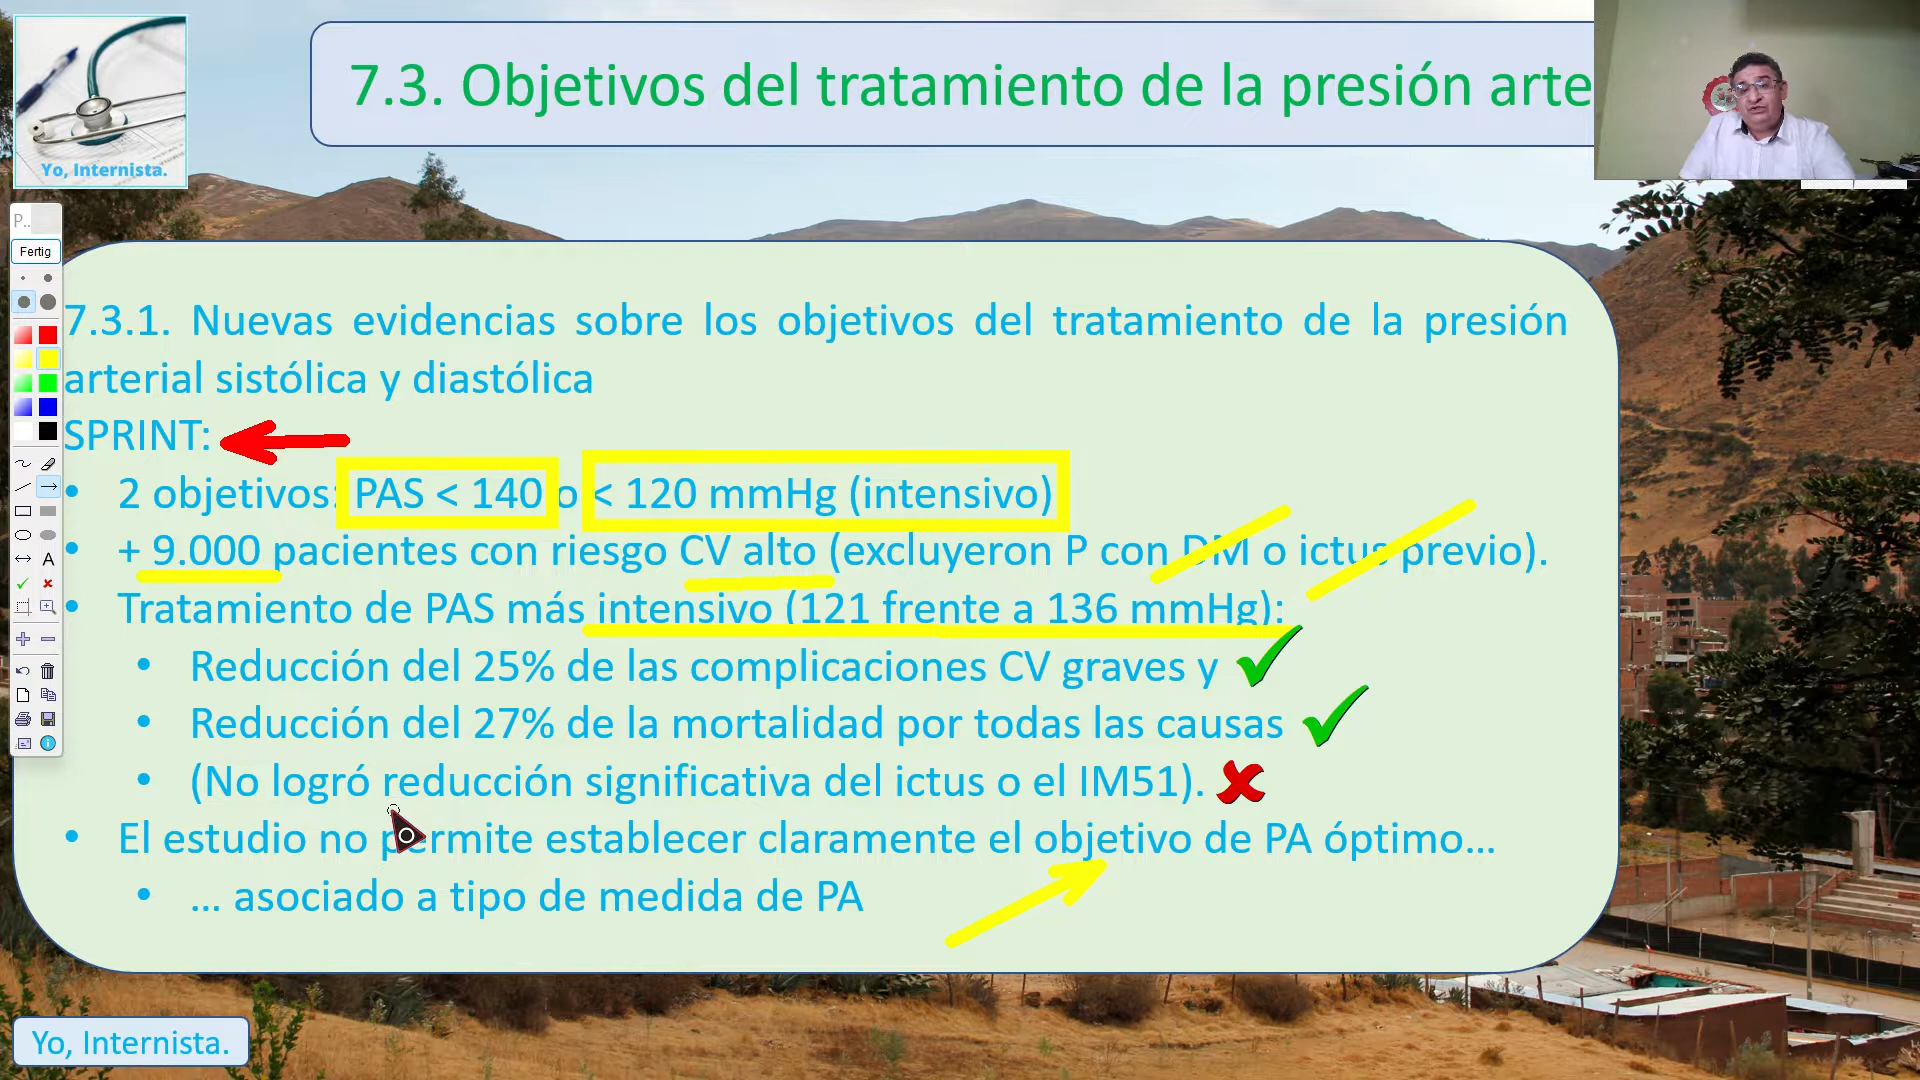 7.3. Objetivos del tratamiento de la presión arte
Yo, Internista.
P...
Fertig
7.3.1. Nuevas evidencias sobre los objetivos del tratamiento de la presión
arterial sistólica y diastólica
SPRINT:
• 2 objetivos: PAS < 140 o < 120 mmHg (intensivo)
• + 9.000 pacientes con riesgo CV alto (excluyeron P con DM o ictus previo).
• Tratamiento de PAS más intensivo (121 frente a 136 mmHg):
• Reducción del 25% de las complicaciones CV graves y
• Reducción del 27% de la mortalidad por todas las causas
• (No logró reducción significativa del ictus o el IM51).
• El estudio no permite establecer claramente el objetivo de PA óptimo...
• ... asociado a tipo de medida de PA
A
Yo, Internista.